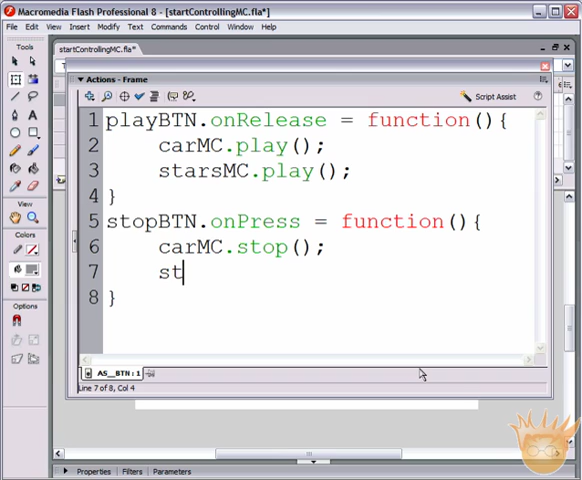 Macromedia Flash Professional 8 - [startControllingMC.fla*]
File Edit View Insert Modify Text Commands Control Window Help
Tools
startControllingMC.fla*
Actions - Frame
Script Assist
1 playBTN.onRelease = function(){
2 carMC.play();
3 starsMC.play();
4 }
5 stopBTN.onPress = function(){
6 carMC.stop();
7 st
8 }
View
Colors
Options
AS__BTN : 1
Line 7 of 8, Col 4
Properties Filters Parameters